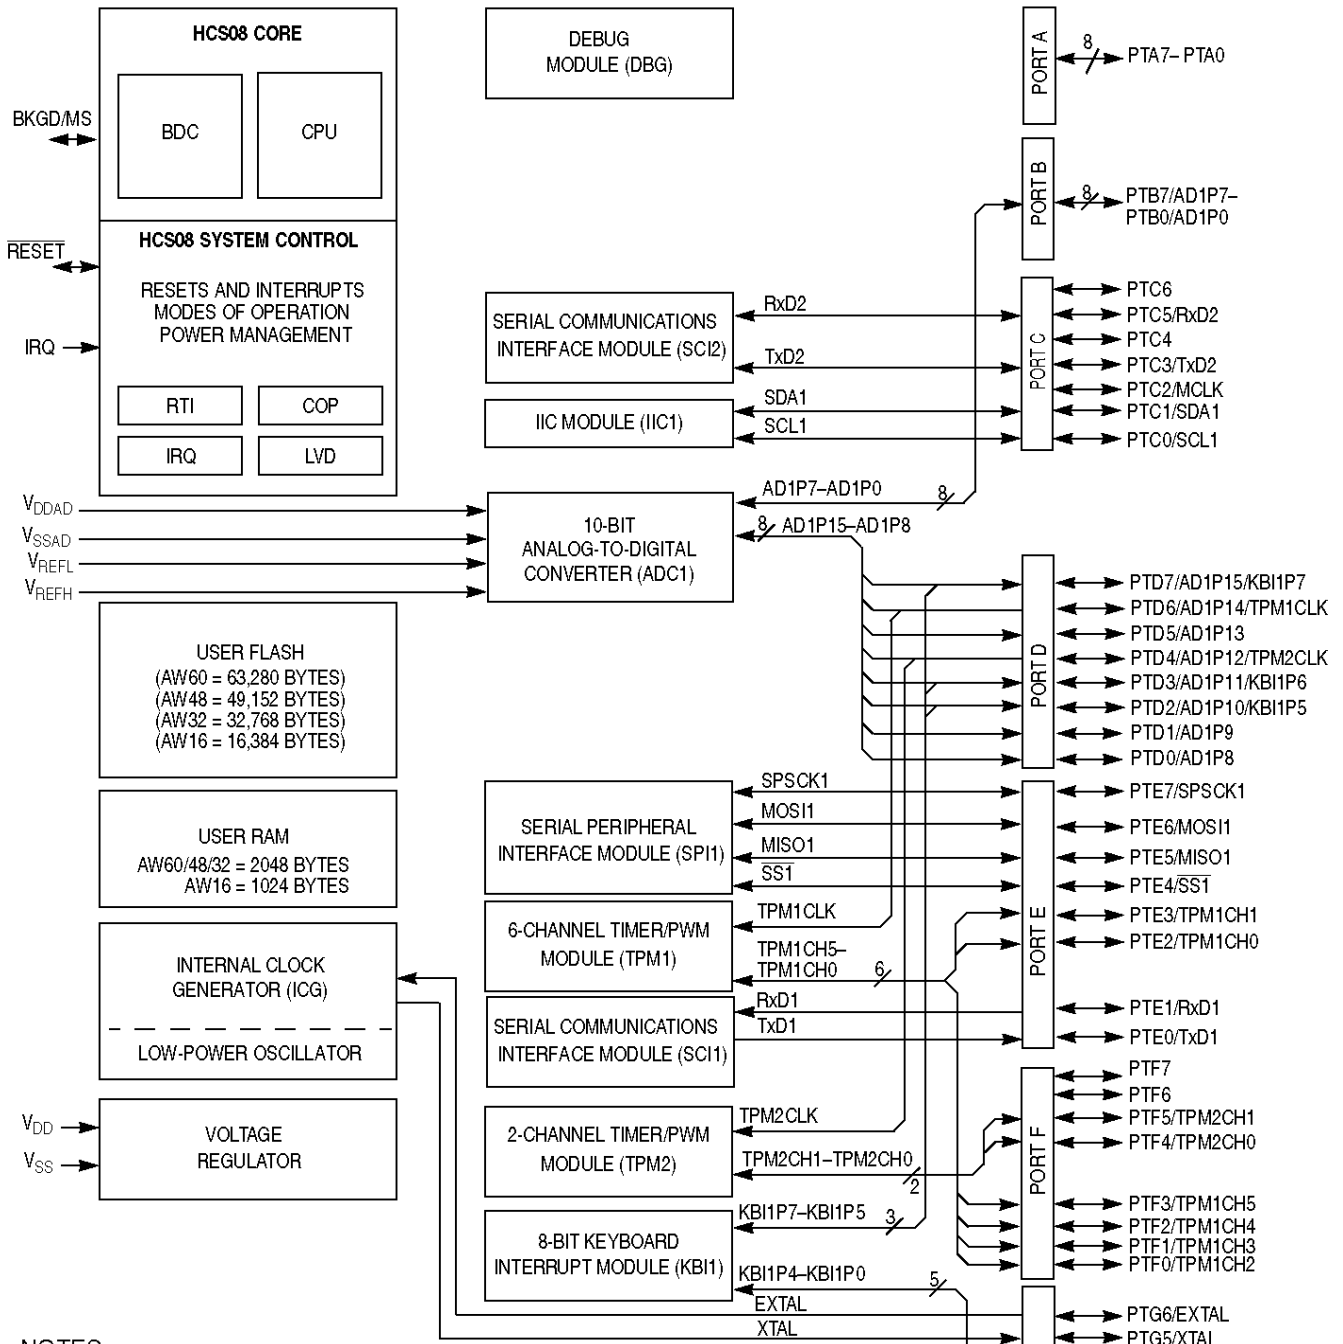 HCS08 CORE
BDC
CPU
BKGD/MS
HCS08 SYSTEM CONTROL
RESET
RESETS AND INTERRUPTS
MODES OF OPERATION
POWER MANAGEMENT
IRQ
RTI
COP
IRQ
LVD
VDDAD
VSSAD
VREFL
VREFH
USER FLASH
(AW60 = 63,280 BYTES)
(AW48 = 49,152 BYTES)
(AW32 = 32,768 BYTES)
(AW16 = 16,384 BYTES)
USER RAM
AW60/48/32 = 2048 BYTES
AW16 = 1024 BYTES
INTERNAL CLOCK
GENERATOR (ICG)
LOW-POWER OSCILLATOR
VDD
VSS
VOLTAGE
REGULATOR
DEBUG
MODULE (DBG)
SERIAL COMMUNICATIONS
INTERFACE MODULE (SCI2)
RxD2
TxD2
IIC MODULE (IIC1)
SDA1
SCL1
10-BIT
ANALOG-TO-DIGITAL
CONVERTER (ADC1)
AD1P7–AD1P0
8
8
AD1P15–AD1P8
SERIAL PERIPHERAL
INTERFACE MODULE (SPI1)
SPSCK1
MOSI1
MISO1
SS1
6-CHANNEL TIMER/PWM
MODULE (TPM1)
TPM1CLK
TPM1CH5–
TPM1CH0
6
SERIAL COMMUNICATIONS
INTERFACE MODULE (SCI1)
RxD1
TxD1
2-CHANNEL TIMER/PWM
MODULE (TPM2)
TPM2CLK
TPM2CH1–TPM2CH0
2
8-BIT KEYBOARD
INTERRUPT MODULE (KBI1)
KBI1P7–KBI1P5
3
KBI1P4–KBI1P0
5
EXTAL
XTAL
PORT A
8
PTA7– PTA0
PORT B
8
PTB7/AD1P7–
PTB0/AD1P0
PORT C
PTC6
PTC5/RxD2
PTC4
PTC3/TxD2
PTC2/MCLK
PTC1/SDA1
PTC0/SCL1
PORT D
PTD7/AD1P15/KBI1P7
PTD6/AD1P14/TPM1CLK
PTD5/AD1P13
PTD4/AD1P12/TPM2CLK
PTD3/AD1P11/KBI1P6
PTD2/AD1P10/KBI1P5
PTD1/AD1P9
PTD0/AD1P8
PORT E
PTE7/SPSCK1
PTE6/MOSI1
PTE5/MISO1
PTE4/SS1
PTE3/TPM1CH1
PTE2/TPM1CH0
PTE1/RxD1
PTE0/TxD1
PORT F
PTF7
PTF6
PTF5/TPM2CH1
PTF4/TPM2CH0
PTF3/TPM1CH5
PTF2/TPM1CH4
PTF1/TPM1CH3
PTF0/TPM1CH2
PTG6/EXTAL
PTG5/XTAL